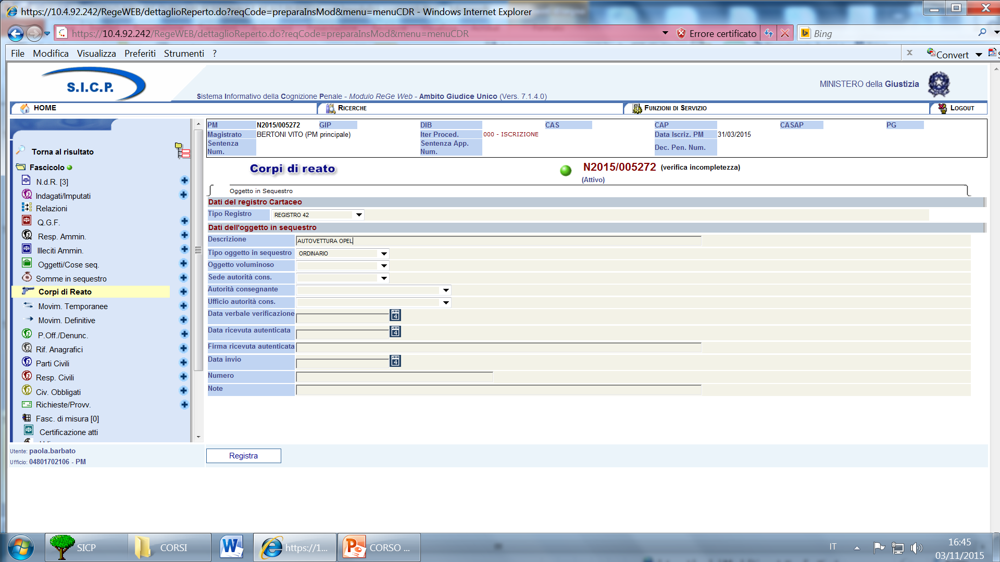 https://10.4.92.242/RegeWEB/dettaglioReperto.do?reqCode=preparaInsMod&menu=menuCDR - Windows Internet Explorer
https://10.4.92.242/RegeWEB/dettaglioReperto.do?reqCode=preparaInsMod&menu=menuCDR Errore certificato Bing
File Modifica Visualizza Preferiti Strumenti ? x Convert
S.I.C.P.
MINISTERO della Giustizia
Sistema Informativo della Cognizione Penale - Modulo ReGe Web - Ambito Giudice Unico (Vers. 7.1.4.0)
HOME RICERCHE FUNZIONI DI SERVIZIO LOGOUT
PM N2015/005272 GIP DIB CAS CAP CASAP PG
Magistrato BERTONI VITO (PM principale) Iter Proced. 000 - ISCRIZIONE Data Iscriz. PM 31/03/2015
Sentenza Num. Sentenza App. Num. Dec. Pen. Num.
Torna al risultato
Fascicolo
N.d.R. [3]
Indagati/Imputati
Relazioni
Q.G.F.
Resp. Ammin.
Illeciti Ammin.
Oggetti/Cose seq.
Somme in sequestro
Corpi di Reato
Movim. Temporanee
Movim. Definitive
P.Off./Denunc.
Rif. Anagrafici
Parti Civili
Resp. Civili
Civ. Obbligati
Richieste/Provv.
Fasc. di misura [0]
Certificazione atti
Utente: paola.barbato
Ufficio: 04801702106 - PM
Corpi di reato
N2015/005272 (verifica incompletezza)
(Attivo)
Oggetto in Sequestro
Dati del registro Cartaceo
Tipo Registro REGISTRO 42
Dati dell'oggetto in sequestro
Descrizione AUTOVETTURA OPEL
Tipo oggetto in sequestro ORDINARIO
Oggetto voluminoso
Sede autorità cons.
Autorità consegnante
Ufficio autorità cons.
Data verbale verificazione 4
Data ricevuta autenticata 4
Firma ricevuta autenticata
Data invio 4
Numero
Note
Registra
SICP CORSI https://1... CORSO ... IT 16:45
03/11/2015